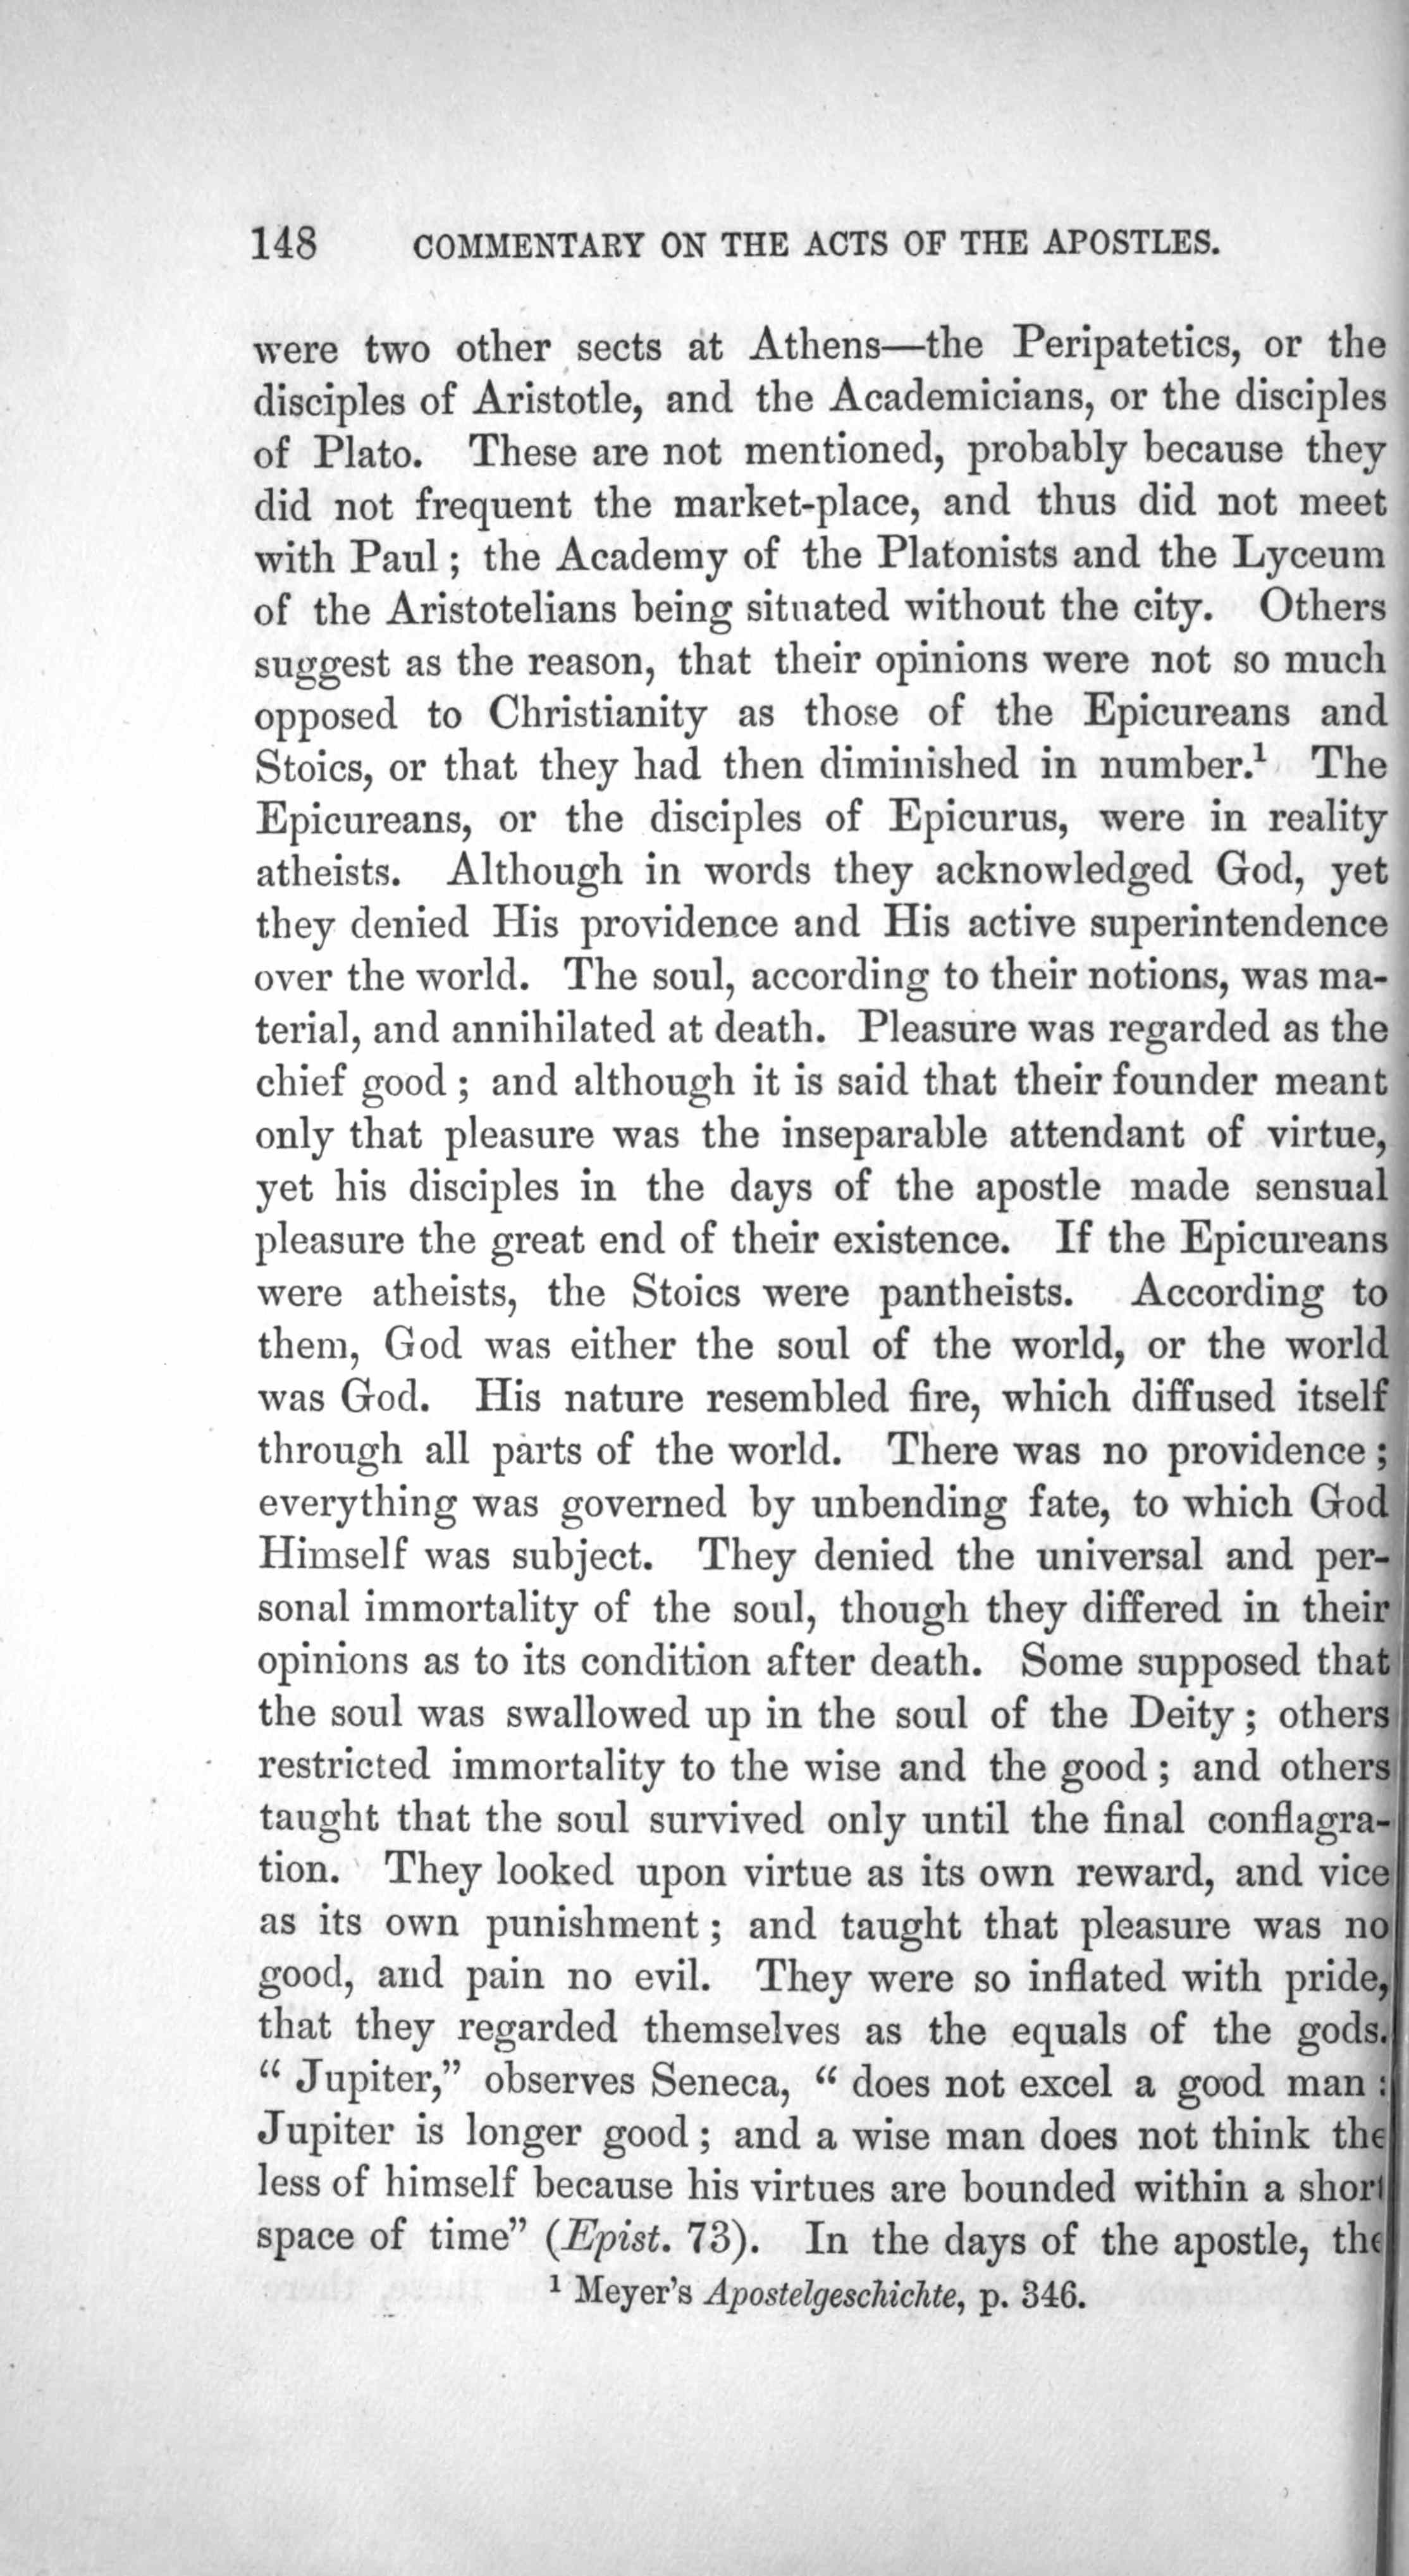 148 COMMENTARY ON THE ACTS OF THE APOSTLES.
were two other sects at Athens—the Peripatetics, or the
disciples of Aristotle, and the Academicians, or the disciples
of Plato. These are not mentioned, probably because they
did not frequent the market-place, and thus did not meet
with Paul; the Academy of the Platonists and the Lyceum
of the Aristotelians being situated without the city. Others
suggest as the reason, that their opinions were not so much
opposed to Christianity as those of the Epicureans and
Stoics, or that they had then diminished in number.¹ The
Epicureans, or the disciples of Epicurus, were in reality
atheists. Although in words they acknowledged God, yet
they denied His providence and His active superintendence
over the world. The soul, according to their notions, was ma-
terial, and annihilated at death. Pleasure was regarded as the
chief good; and although it is said that their founder meant
only that pleasure was the inseparable attendant of virtue,
yet his disciples in the days of the apostle made sensual
pleasure the great end of their existence. If the Epicureans
were atheists, the Stoics were pantheists. According to
them, God was either the soul of the world, or the world
was God. His nature resembled fire, which diffused itself
through all parts of the world. There was no providence;
everything was governed by unbending fate, to which God
Himself was subject. They denied the universal and per-
sonal immortality of the soul, though they differed in their
opinions as to its condition after death. Some supposed that
the soul was swallowed up in the soul of the Deity; others
restricted immortality to the wise and the good; and others
taught that the soul survived only until the final conflagra-
tion. They looked upon virtue as its own reward, and vice
as its own punishment; and taught that pleasure was no
good, and pain no evil. They were so inflated with pride,
that they regarded themselves as the equals of the gods.
“Jupiter,” observes Seneca, “does not excel a good man:
Jupiter is longer good; and a wise man does not think the
less of himself because his virtues are bounded within a short
space of time” (Epist. 73). In the days of the apostle, the
¹ Meyer’s Apostelgeschichte, p. 346.